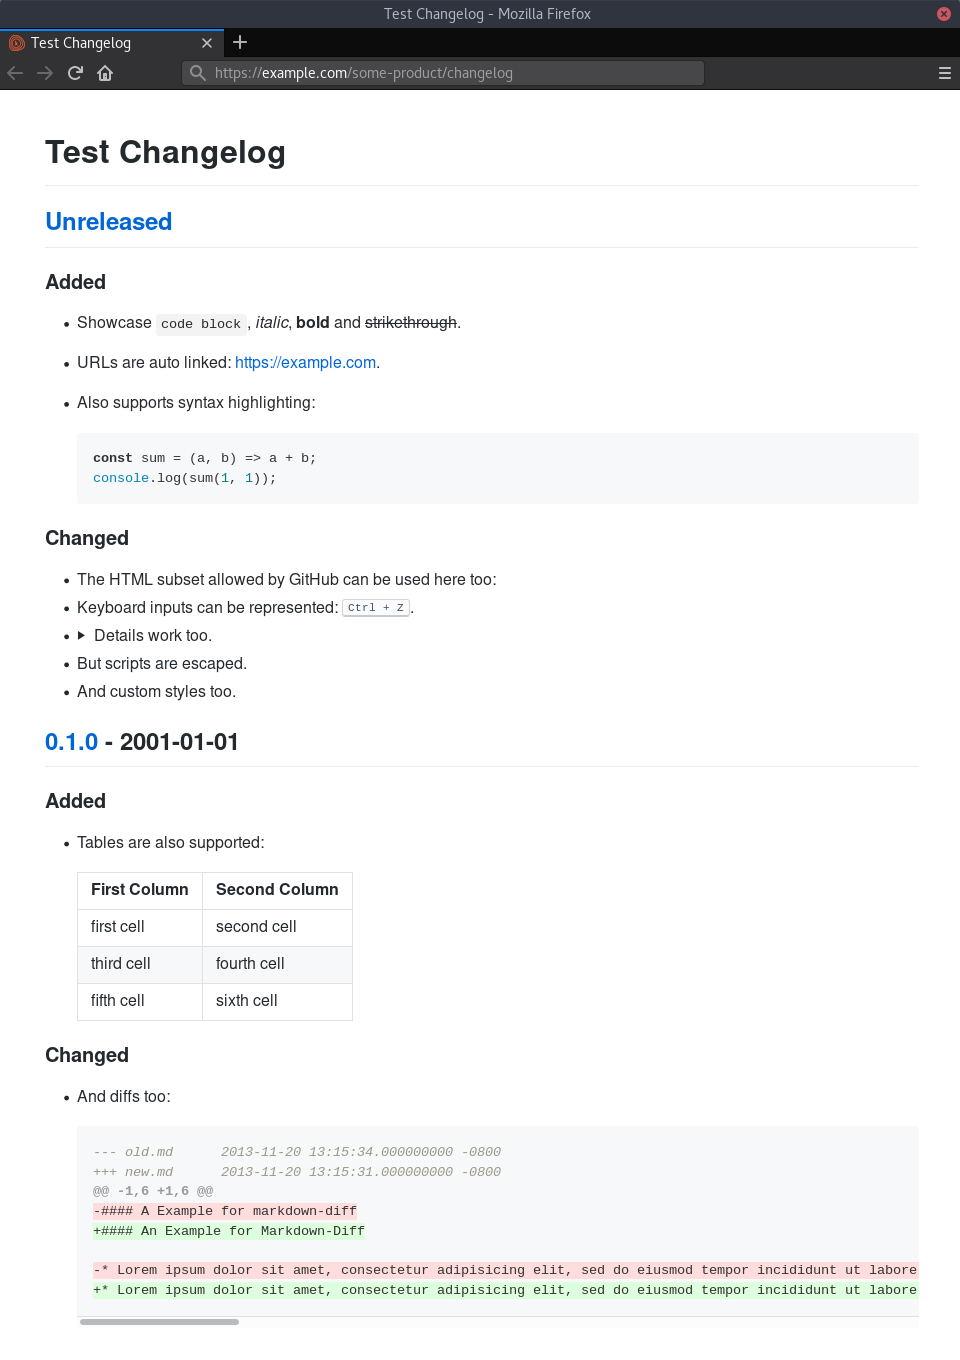 Test Changelog - Mozilla Firefox
Test Changelog
https://example.com/some-product/changelog
Test Changelog
Unreleased
Added
Showcase code block, italic, bold and strikethrough.
URLs are auto linked: https://example.com.
Also supports syntax highlighting:
const sum = (a, b) => a + b;
console.log(sum(1, 1));
Changed
The HTML subset allowed by GitHub can be used here too:
Keyboard inputs can be represented: Ctrl + Z.
Details work too.
But scripts are escaped.
And custom styles too.
0.1.0 - 2001-01-01
Added
Tables are also supported:
First Column Second Column
first cell second cell
third cell fourth cell
fifth cell sixth cell
Changed
And diffs too:
--- old.md 2013-11-20 13:15:34.000000000 -0800
+++ new.md 2013-11-20 13:15:31.000000000 -0800
@@ -1,6 +1,6 @@
-#### A Example for markdown-diff
+#### An Example for Markdown-Diff
-* Lorem ipsum dolor sit amet, consectetur adipisicing elit, sed do eiusmod tempor incididunt ut labore
+* Lorem ipsum dolor sit amet, consectetur adipisicing elit, sed do eiusmod tempor incididunt ut labore